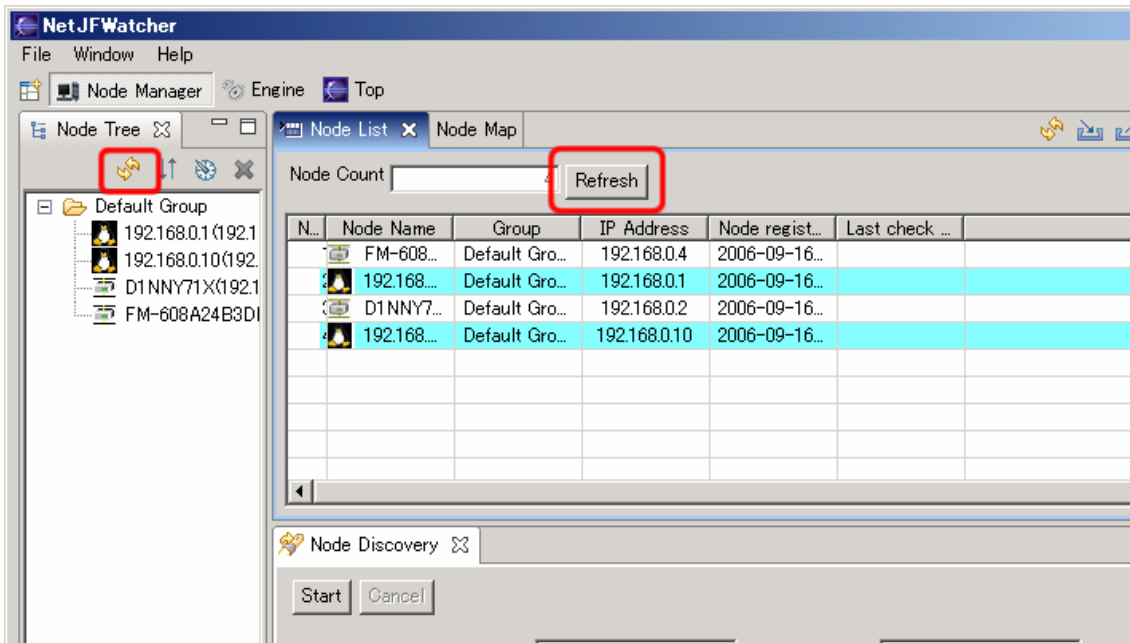 NetJFWatcher
File Window Help
Node Manager Engine Top
Node Tree
Node List Node Map
Node Count 4 Refresh
Default Group
192.168.0.1(192.1
192.168.0.10(192.
D1NNY71X(192.1
FM-608A24B3DI
N... Node Name Group IP Address Node regist... Last check ...
FM-608... Default Gro... 192.168.0.4 2006-09-16...
2 192.168.... Default Gro... 192.168.0.1 2006-09-16...
3 D1NNY7... Default Gro... 192.168.0.2 2006-09-16...
4 192.168.... Default Gro... 192.168.0.10 2006-09-16...
Node Discovery
Start Cancel